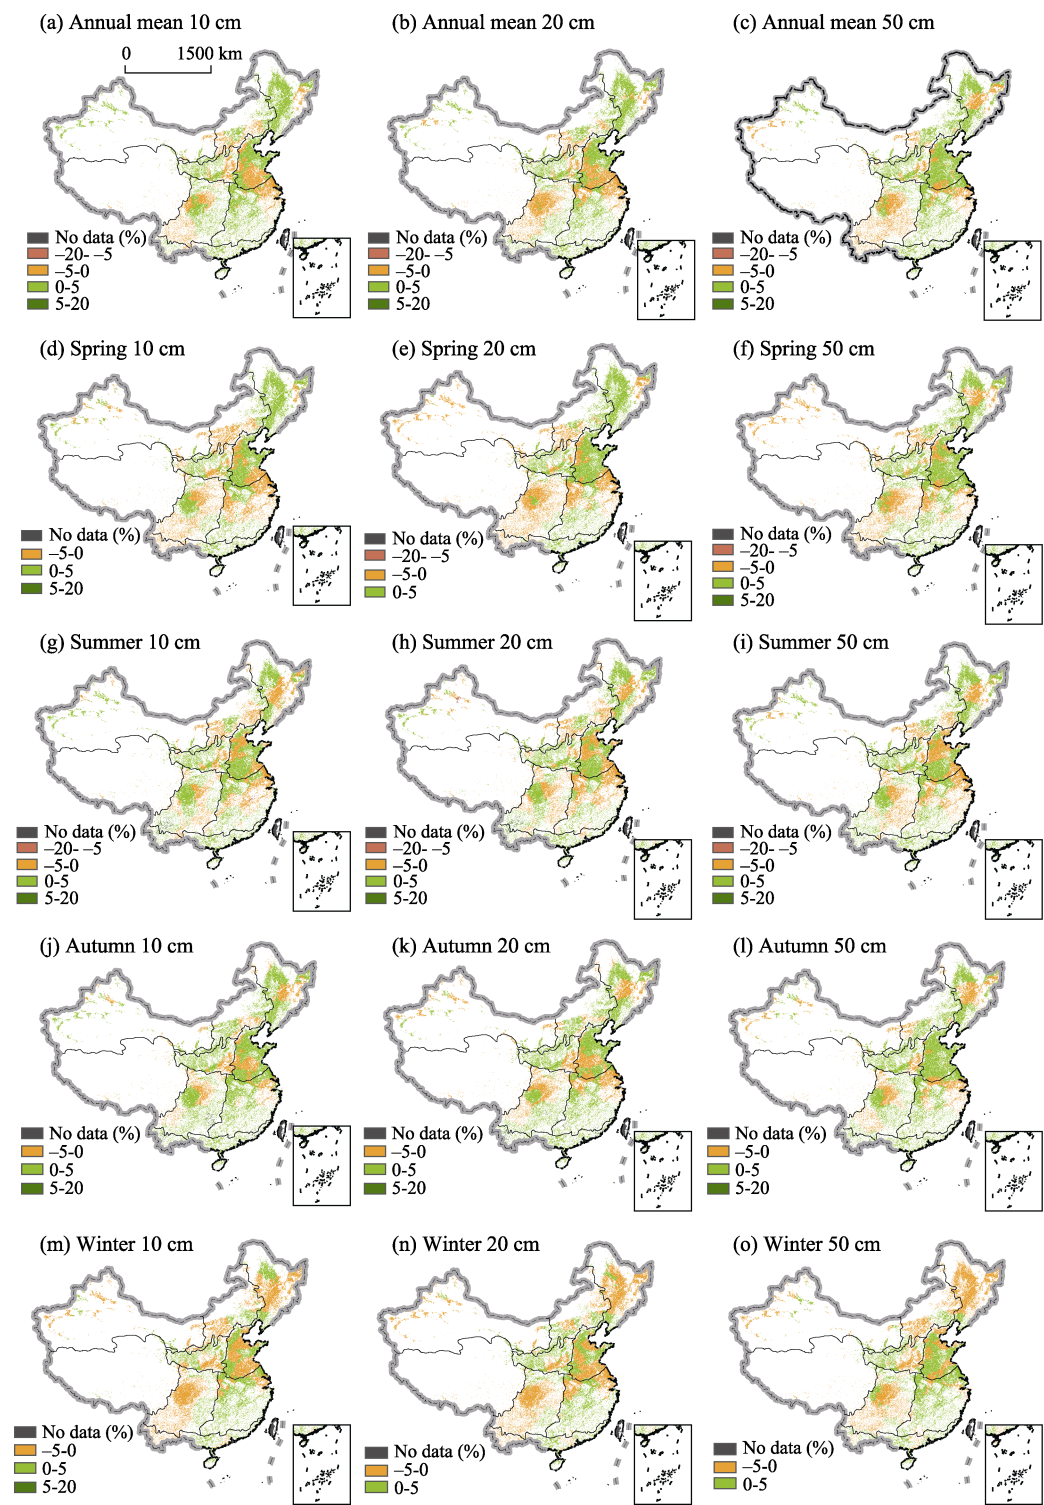 (a) Annual mean 10 cm
0 1500 km
No data (%)
–20- –5
–5-0
0-5
5-20
(b) Annual mean 20 cm
No data (%)
–20- –5
–5-0
0-5
5-20
(c) Annual mean 50 cm
No data (%)
–20- –5
–5-0
0-5
5-20
(d) Spring 10 cm
No data (%)
–5-0
0-5
5-20
(e) Spring 20 cm
No data (%)
–20- –5
–5-0
0-5
(f) Spring 50 cm
No data (%)
–20- –5
–5-0
0-5
5-20
(g) Summer 10 cm
No data (%)
–20- –5
–5-0
0-5
5-20
(h) Summer 20 cm
No data (%)
–20- –5
–5-0
0-5
5-20
(i) Summer 50 cm
No data (%)
–20- –5
–5-0
0-5
5-20
(j) Autumn 10 cm
No data (%)
–5-0
0-5
5-20
(k) Autumn 20 cm
No data (%)
–5-0
0-5
5-20
(l) Autumn 50 cm
No data (%)
–5-0
0-5
5-20
(m) Winter 10 cm
No data (%)
–5-0
0-5
5-20
(n) Winter 20 cm
No data (%)
–5-0
0-5
(o) Winter 50 cm
No data (%)
–5-0
0-5